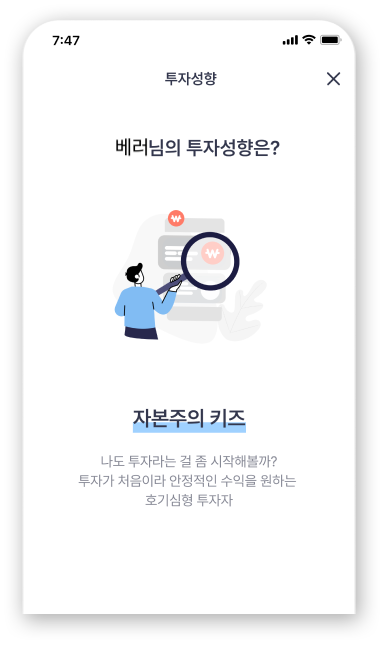 7:47
투자성향
베러님의 투자성향은?
자본주의 키즈
나도 투자라는 걸 좀 시작해볼까?
투자가 처음이라 안정적인 수익을 원하는
호기심형 투자자